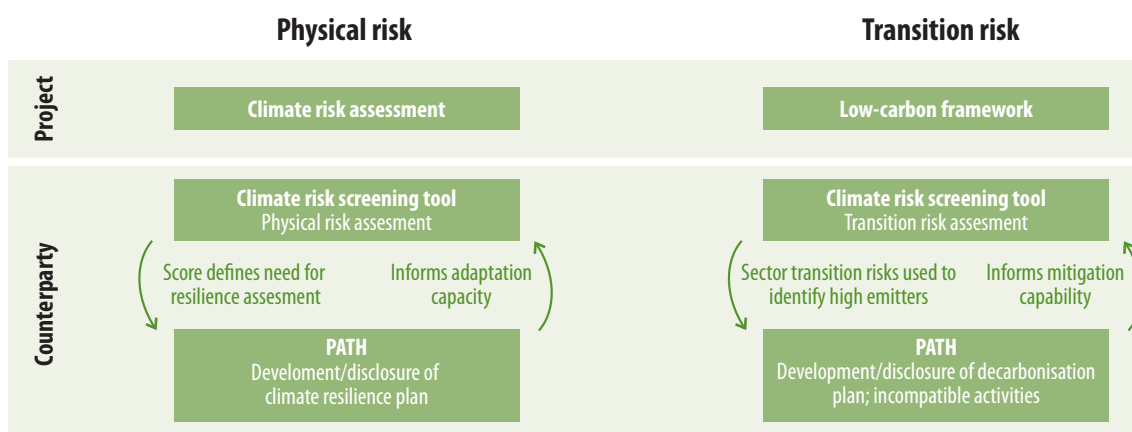 Physical risk
Transition risk
Project
Climate risk assessment
Low-carbon framework
Counterparty
Climate risk screening tool
Physical risk assesment
Score defines need for
resilience assesment
Informs adaptation
capacity
PATH
Develoment/disclosure of
climate resilience plan
Climate risk screening tool
Transition risk assesment
Sector transition risks used to
identify high emitters
Informs mitigation
capability
PATH
Development/disclosure of decarbonisation
plan; incompatible activities